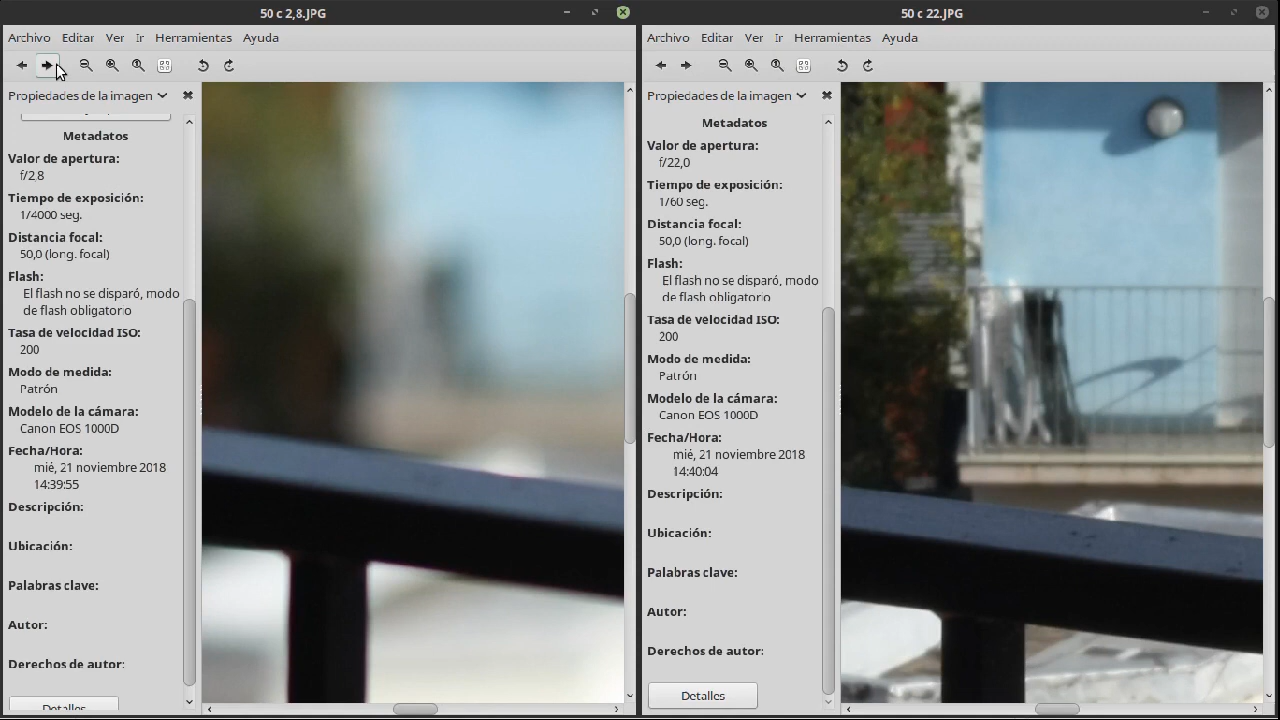 50 c 2,8.JPG
Archivo Editar Ver Ir Herramientas Ayuda
Propiedades de la imagen
Metadatos
Valor de apertura:
f/2,8
Tiempo de exposición:
1/4000 seg.
Distancia focal:
50,0 (long. focal)
Flash:
El flash no se disparó, modo
de flash obligatorio
Tasa de velocidad ISO:
200
Modo de medida:
Patrón
Modelo de la cámara:
Canon EOS 1000D
Fecha/Hora:
mié, 21 noviembre 2018
14:39:55
Descripción:
Ubicación:
Palabras clave:
Autor:
Derechos de autor:
Detalles
50 c 22.JPG
Archivo Editar Ver Ir Herramientas Ayuda
Propiedades de la imagen
Metadatos
Valor de apertura:
f/22,0
Tiempo de exposición:
1/60 seg.
Distancia focal:
50,0 (long. focal)
Flash:
El flash no se disparó, modo
de flash obligatorio
Tasa de velocidad ISO:
200
Modo de medida:
Patrón
Modelo de la cámara:
Canon EOS 1000D
Fecha/Hora:
mié, 21 noviembre 2018
14:40:04
Descripción:
Ubicación:
Palabras clave:
Autor:
Derechos de autor:
Detalles